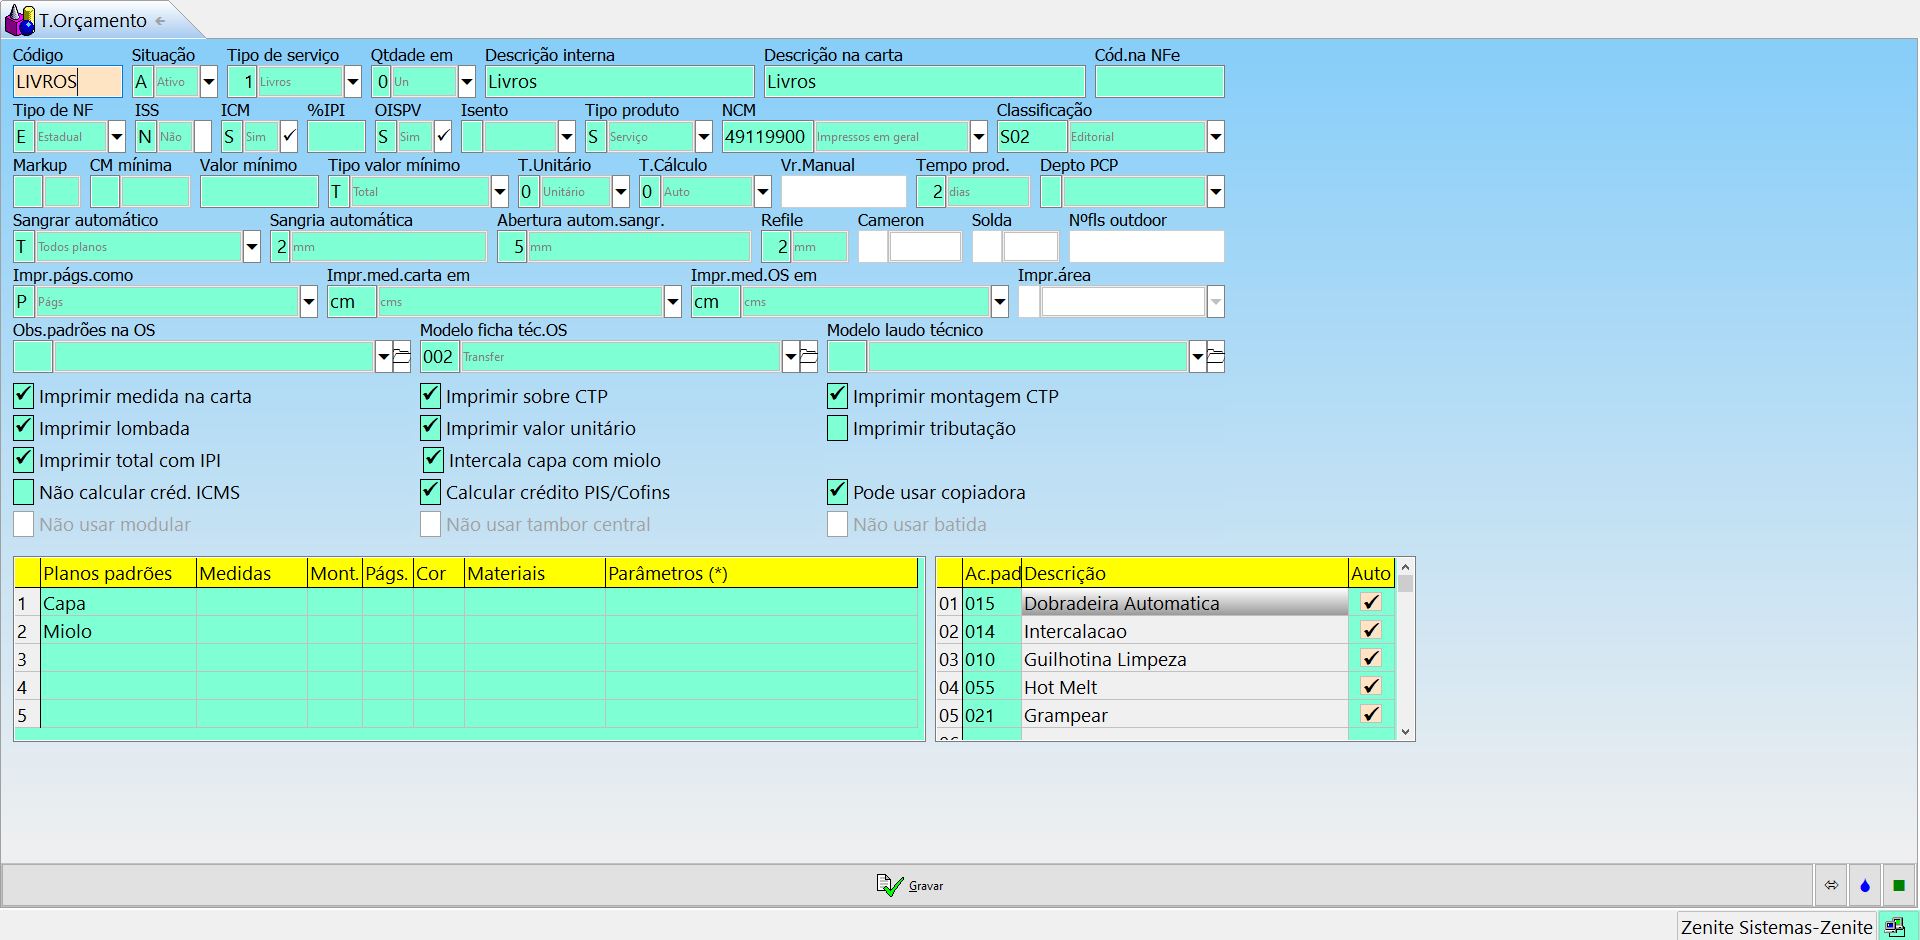 T.Orçamento
Código Situação Tipo de serviço Qtdade em Descrição interna Descrição na carta Cód.na NFe
LIVROS A Ativo 1 Livros 0 Un Livros Livros
Tipo de NF ISS ICM %IPI OISPV Isento Tipo produto NCM Classificação
E Estadual N Não S Sim S Sim S Serviço 49119900 Impressos em geral S02 Editorial
Markup CM mínima Valor mínimo Tipo valor mínimo T.Unitário T.Cálculo Vr.Manual Tempo prod. Depto PCP
T Total 0 Unitário 0 Auto 2 dias
Sangrar automático Sangria automática Abertura autom.sangr. Refile Cameron Solda Nºfls outdoor
T Todos planos 2 mm 5 mm 2 mm
Impr.págs.como Impr.med.carta em Impr.med.OS em Impr.área
P Págs cm cms cm cms
Obs.padrões na OS Modelo ficha téc.OS Modelo laudo técnico
002 Transfer
Imprimir medida na carta Imprimir sobre CTP Imprimir montagem CTP
Imprimir lombada Imprimir valor unitário Imprimir tributação
Imprimir total com IPI Intercala capa com miolo
Não calcular créd. ICMS Calcular crédito PIS/Cofins Pode usar copiadora
Não usar modular Não usar tambor central Não usar batida
Planos padrões Medidas Mont. Págs. Cor Materiais Parâmetros (*)
1 Capa
2 Miolo
3
4
5
Ac.pad Descrição Auto
01 015 Dobradeira Automatica
02 014 Intercalacao
03 010 Guilhotina Limpeza
04 055 Hot Melt
05 021 Grampear
Gravar
Zenite Sistemas-Zenite